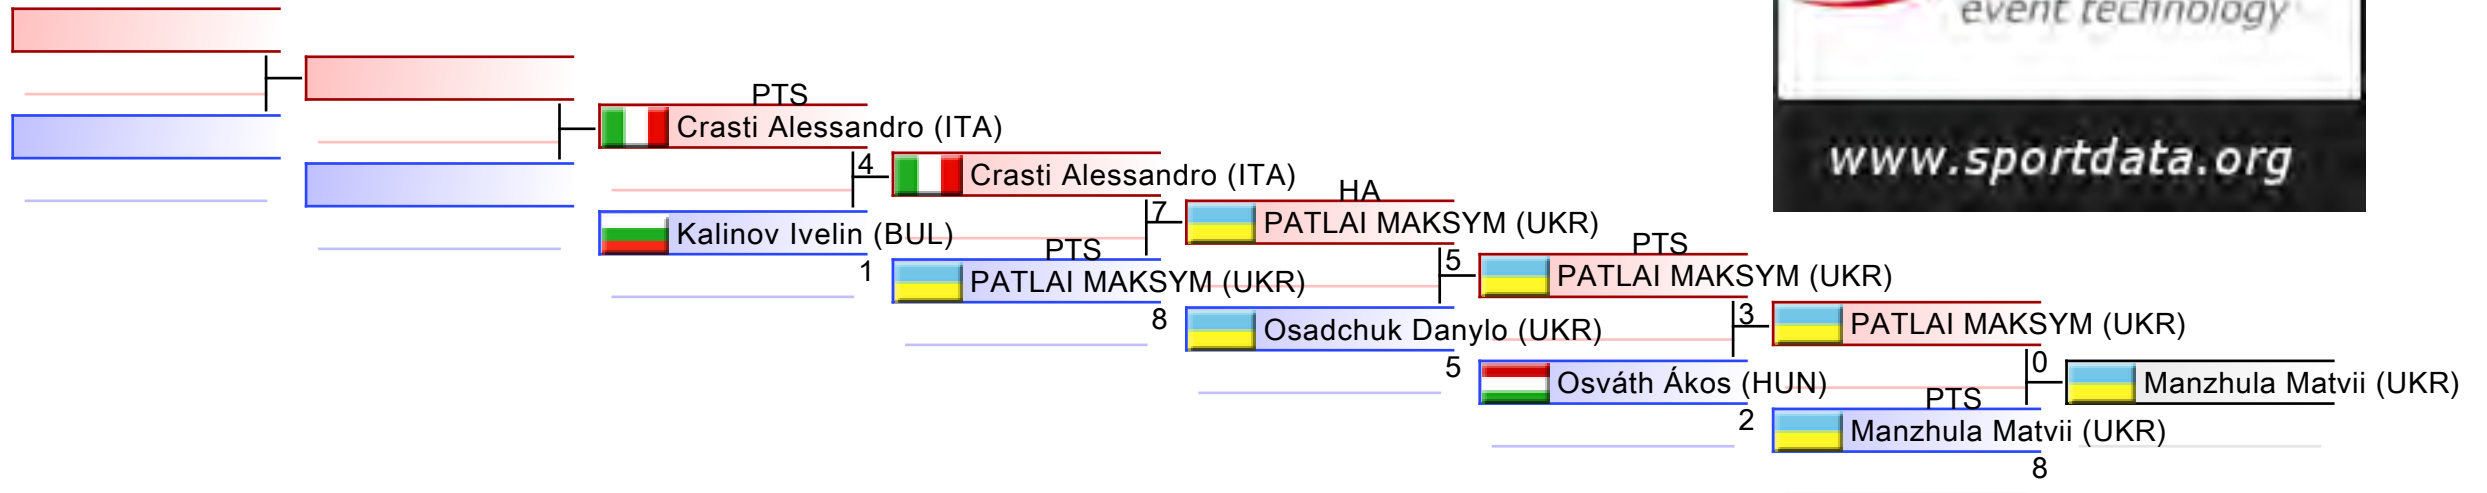 event technology
www.sportdata.org
PTS
Crasti Alessandro (ITA)
4
Kalinov Ivelin (BUL)
1
Crasti Alessandro (ITA)
7
PTS
PATLAI MAKSYM (UKR)
8
HA
PATLAI MAKSYM (UKR)
5
Osadchuk Danylo (UKR)
5
PTS
PATLAI MAKSYM (UKR)
3
Osváth Ákos (HUN)
2
PATLAI MAKSYM (UKR)
0
PTS
Manzhula Matvii (UKR)
8
Manzhula Matvii (UKR)